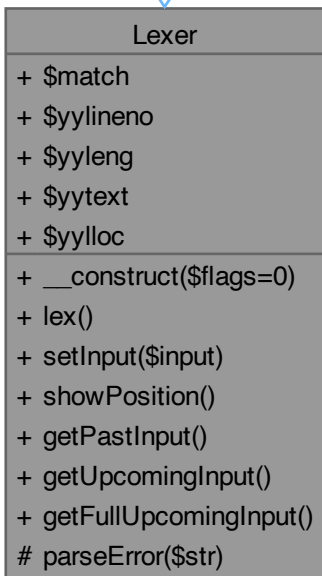 Lexer
+ $match
+ $yylineno
+ $yyleng
+ $yytext
+ $yylloc
+ __construct($flags=0)
+ lex()
+ setInput($input)
+ showPosition()
+ getPastInput()
+ getUpcomingInput()
+ getFullUpcomingInput()
# parseError($str)